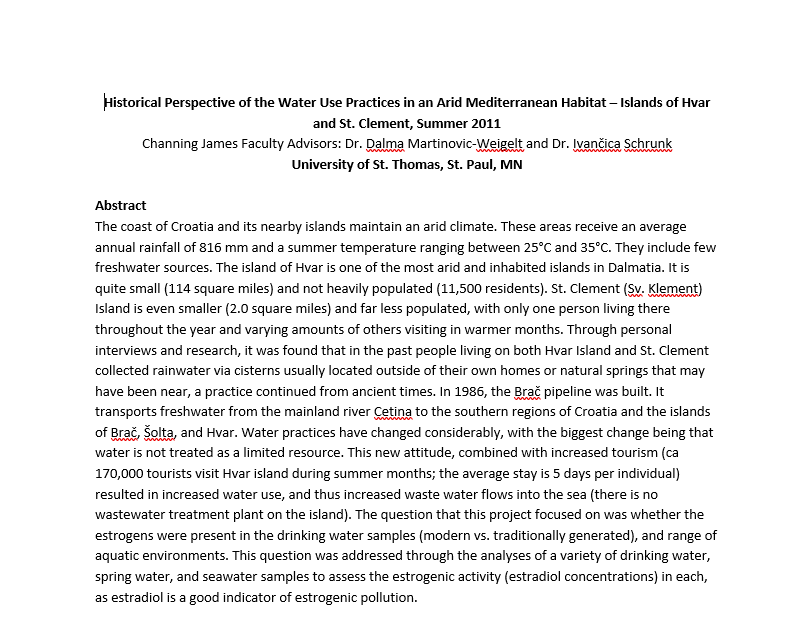 Historical Perspective of the Water Use Practices in an Arid Mediterranean Habitat – Islands of Hvar
and St. Clement, Summer 2011
Channing James Faculty Advisors: Dr. Dalma Martinovic-Weigelt and Dr. Ivančica Schrunk
University of St. Thomas, St. Paul, MN
Abstract
The coast of Croatia and its nearby islands maintain an arid climate. These areas receive an average
annual rainfall of 816 mm and a summer temperature ranging between 25°C and 35°C. They include few
freshwater sources. The island of Hvar is one of the most arid and inhabited islands in Dalmatia. It is
quite small (114 square miles) and not heavily populated (11,500 residents). St. Clement (Sv. Klement)
Island is even smaller (2.0 square miles) and far less populated, with only one person living there
throughout the year and varying amounts of others visiting in warmer months. Through personal
interviews and research, it was found that in the past people living on both Hvar Island and St. Clement
collected rainwater via cisterns usually located outside of their own homes or natural springs that may
have been near, a practice continued from ancient times. In 1986, the Brač pipeline was built. It
transports freshwater from the mainland river Cetina to the southern regions of Croatia and the islands
of Brač, Šolta, and Hvar. Water practices have changed considerably, with the biggest change being that
water is not treated as a limited resource. This new attitude, combined with increased tourism (ca
170,000 tourists visit Hvar island during summer months; the average stay is 5 days per individual)
resulted in increased water use, and thus increased waste water flows into the sea (there is no
wastewater treatment plant on the island). The question that this project focused on was whether the
estrogens were present in the drinking water samples (modern vs. traditionally generated), and range of
aquatic environments. This question was addressed through the analyses of a variety of drinking water,
spring water, and seawater samples to assess the estrogenic activity (estradiol concentrations) in each,
as estradiol is a good indicator of estrogenic pollution.